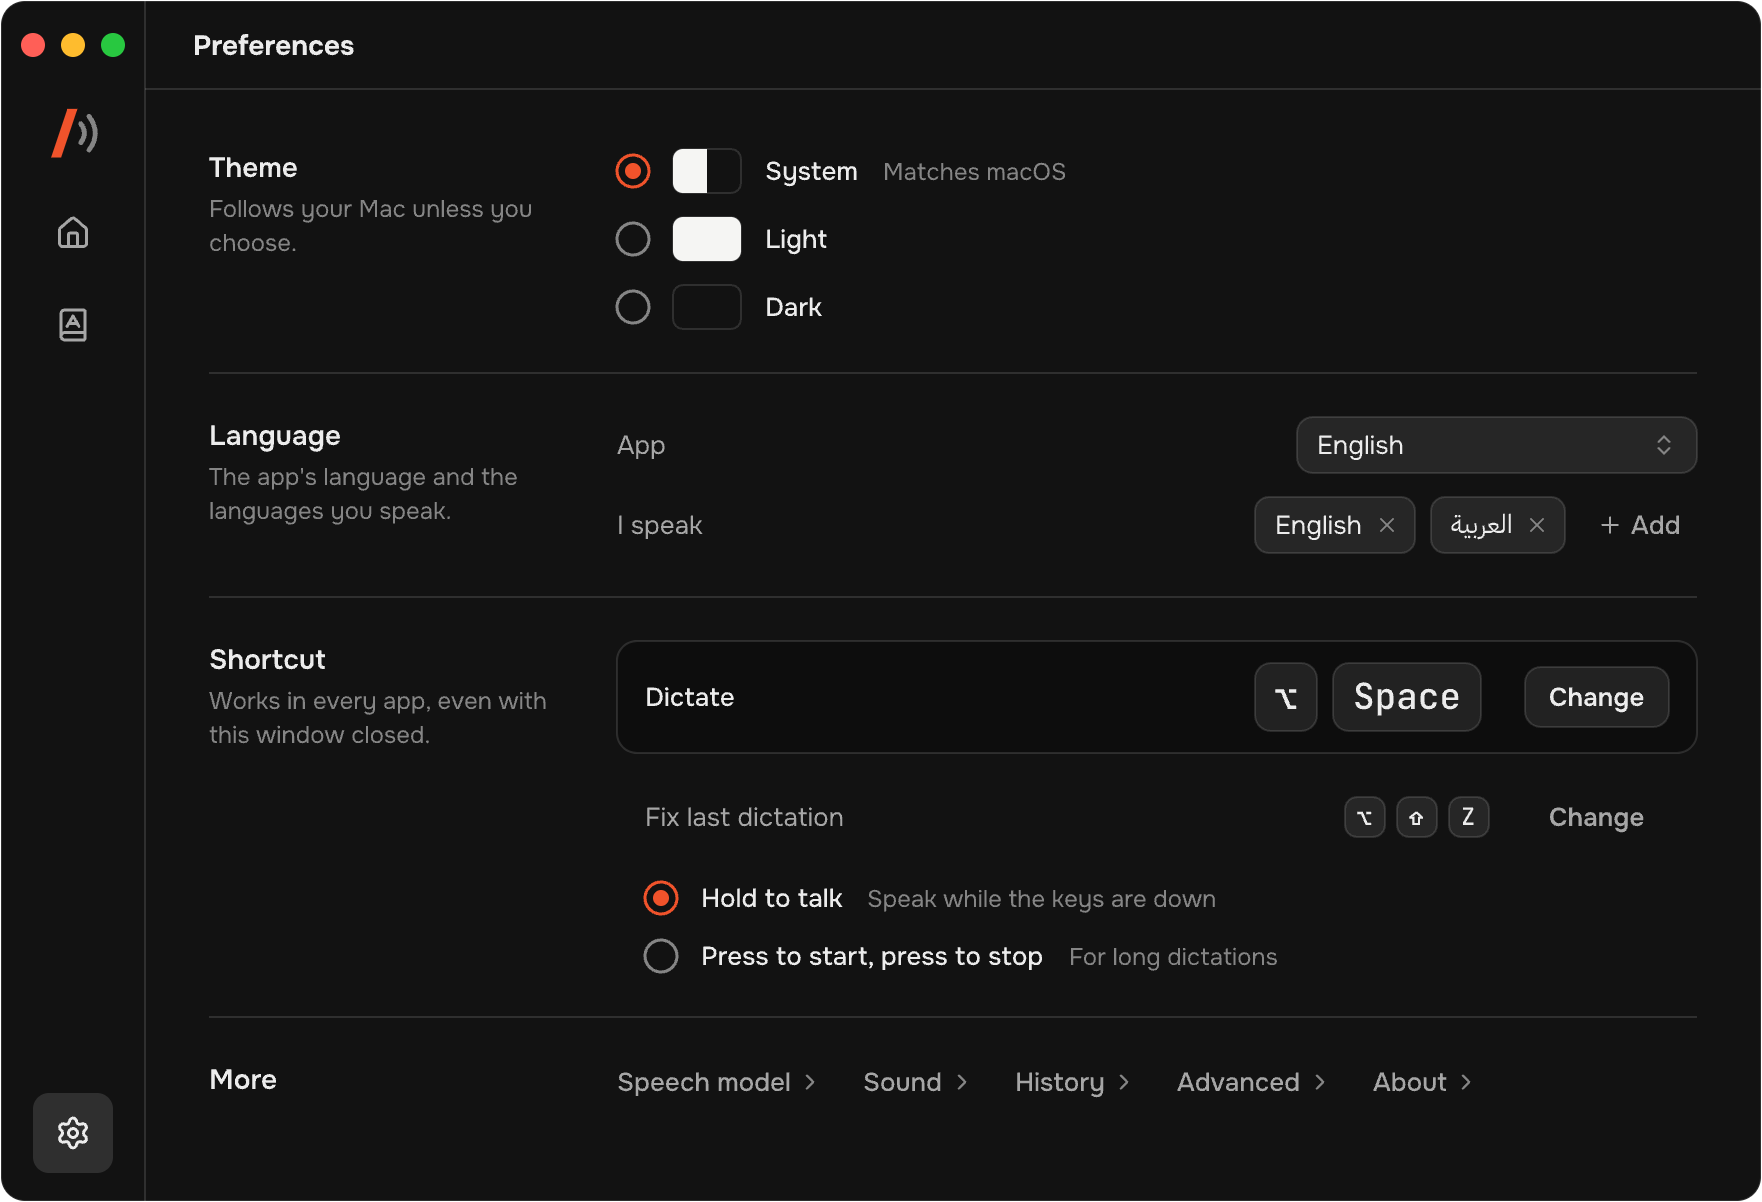 Preferences
Theme
Follows your Mac unless you
choose.
System Matches macOS
Light
Dark
Language
The app's language and the
languages you speak.
App
English
I speak
English
العربية
+ Add
Shortcut
Works in every app, even with
this window closed.
Dictate
⌥ Space Change
Fix last dictation
⌥ ⇧ Z Change
Hold to talk Speak while the keys are down
Press to start, press to stop For long dictations
More
Speech model
Sound
History
Advanced
About